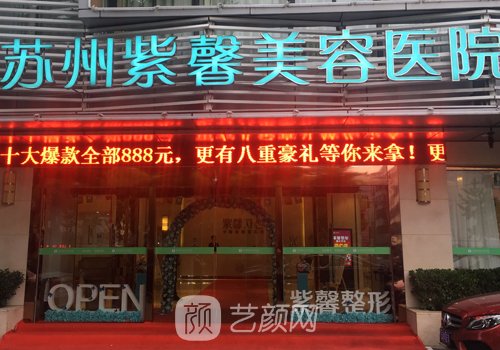 苏州紫馨美容医院
十大爆款全部888元，更有八重豪礼等你来拿！更
OPEN
紫馨整形
颜 艺颜网